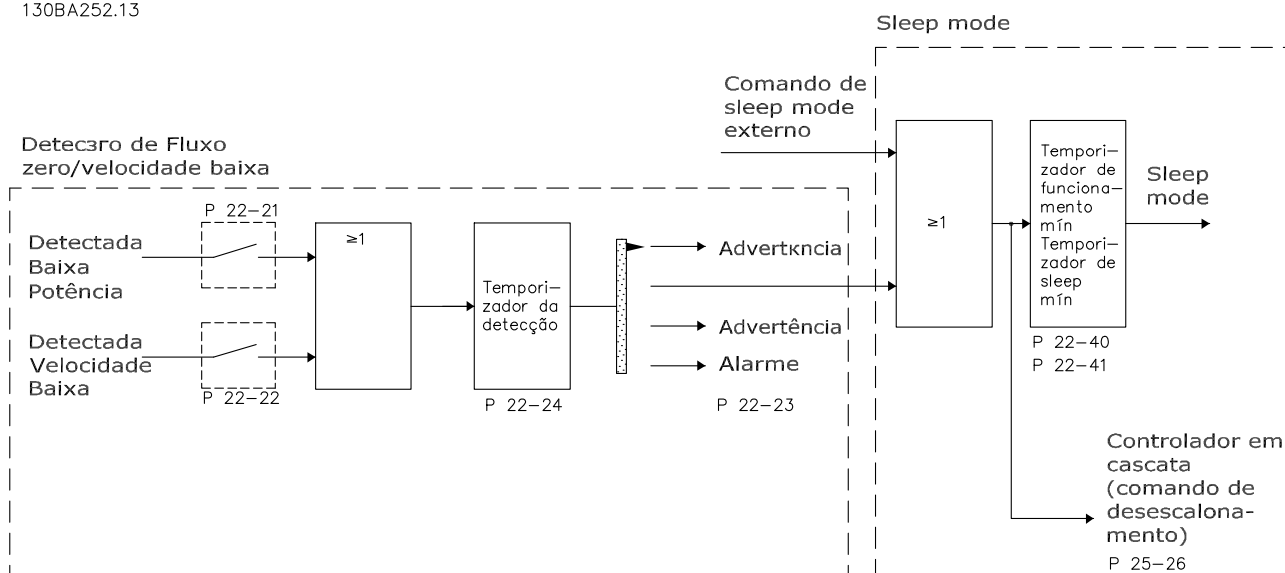 130BA252.13
Sleep mode
Comando de
sleep mode
externo
Detecзгo de Fluxo
zero/velocidade baixa
P 22-21
Detectada
Baixa
Potência
≥1
Tempori-
zador da
detecção
Advertкncia
Advertência
Alarme
P 22-23
Detectada
Velocidade
Baixa
P 22-22
P 22-24
≥1
Tempori-
zador de
funciona-
mento
mín
Tempori-
zador de
sleep
mín
P 22-40
P 22-41
Sleep
mode
Controlador em
cascata
(comando de
desescalona-
mento)
P 25-26